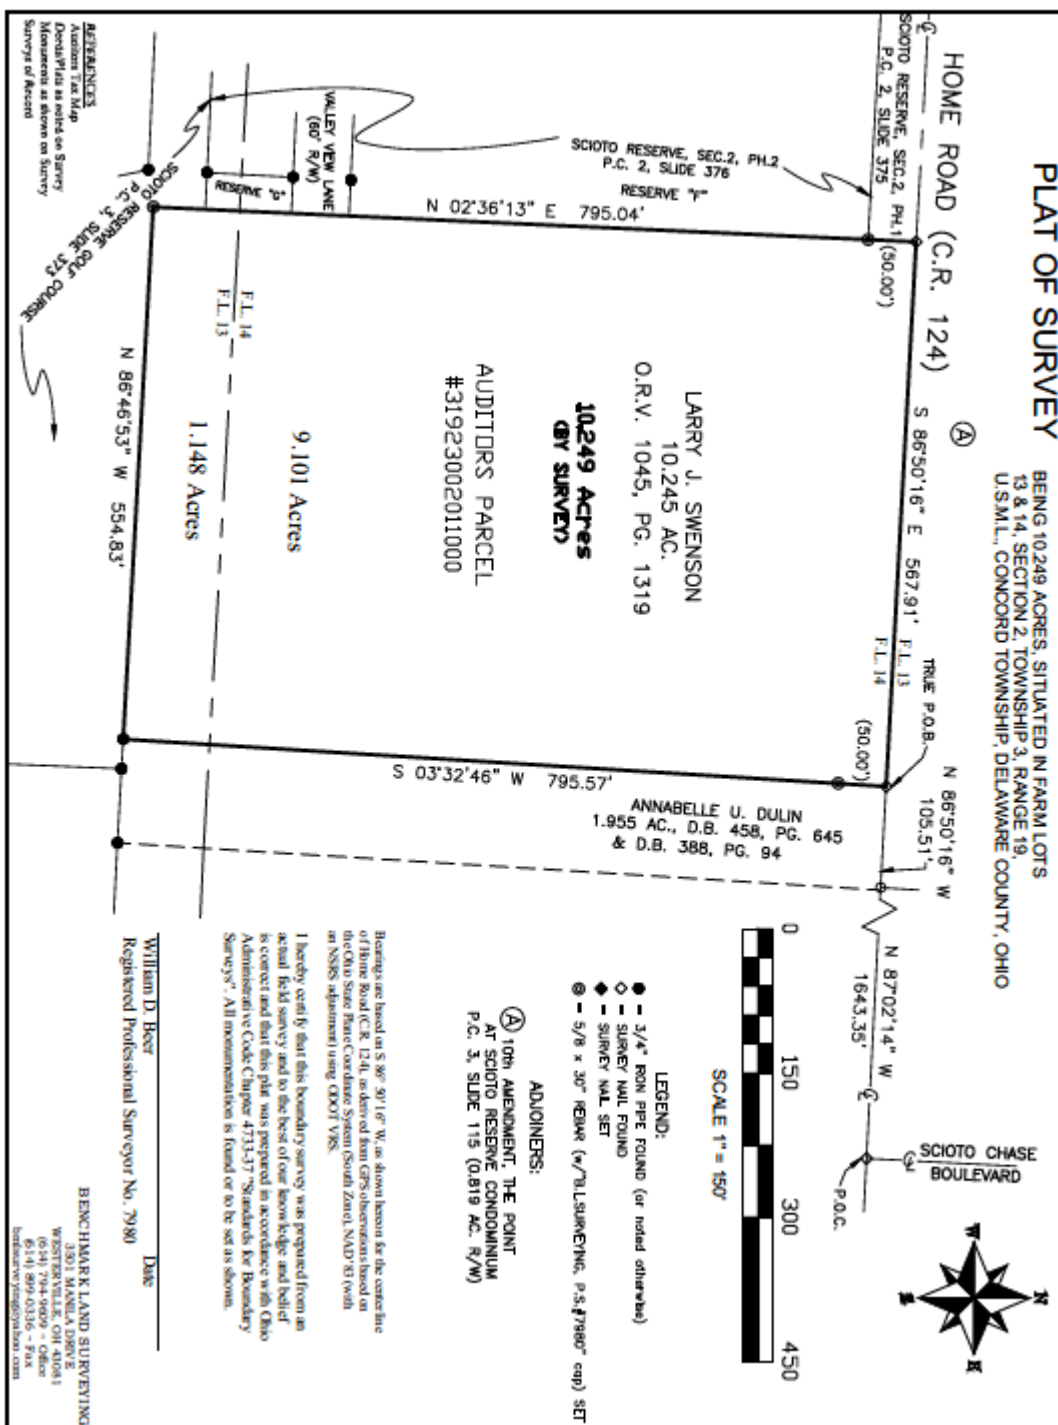 PLAT OF SURVEY
BEING 10.249 ACRES, SITUATED IN FARM LOTS
13 & 14, SECTION 2, TOWNSHIP 3, RANGE 19,
U.S.M.L., CONCORD TOWNSHIP, DELAWARE COUNTY, OHIO
HOME ROAD (C.R. 124)
SCIOTO RESERVE, SEC.2, PH.1
P.C. 2, SLIDE 375
(50.00')
A
S 86°50'16" E 567.91'
F.L. 13
F.L. 14
TRUE P.O.B.
N 86°50'16" W
105.51'
N 87°02'14" W
1643.35'
SCIOTO CHASE
BOULEVARD
P.O.C.
SCIOTO RESERVE, SEC.2, PH.2
P.C. 2, SLIDE 376
RESERVE "F"
N 02°36'13" E 795.04'
VALLEY VIEW LANE
(60' R/W)
RESERVE "G"
SCIOTO RESERVE GOLF COURSE
P.C. 3, SLIDE 373
LARRY J. SWENSON
10.245 AC.
O.R.V. 1045, PG. 1319
10.249 Acres
(BY SURVEY)
AUDITORS PARCEL
#31923002011000
9.101 Acres
F.L. 14
F.L. 13
1.148 Acres
N 86°46'53" W 554.83'
(50.00')
S 03°32'46" W 795.57'
ANNABELLE U. DULIN
1.955 AC., D.B. 458, PG. 645
& D.B. 388, PG. 94
REFERENCES
Auditors Tax Map
Deeds/Plats as noted on Survey
Monuments as shown on Survey
Surveys of Record
N
W
0 150 300 450
SCALE 1" = 150'
LEGEND:
- 3/4" IRON PIPE FOUND (or noted otherwise)
- SURVEY NAIL FOUND
- SURVEY NAIL SET
- 5/8 x 30" REBAR (w/"B.L.SURVEYING, P.S.#7980" cap) SET
ADJOINERS:
A 10th AMENDMENT, THE POINT
AT SCIOTO RESERVE CONDOMINIUM
P.C. 3, SLIDE 115 (0.819 AC. R/W)
Bearings are based on S 86° 50' 16" W, as shown hereon for the centerline
of Home Road (C.R. 124), as derived from GPS observations based on
the Ohio State Plane Coordinate System (South Zone), NAD'83 (with
an NSRS adjustment) using ODOT VRS.
I hereby certify that this boundary survey was prepared from an
actual field survey and to the best of our knowledge and belief
is correct and that this plat was prepared in accordance with Ohio
Administrative Code Chapter 4733-37 "Standards for Boundary
Surveys". All monumentation is found or to be set as shown.
William D. Beer Date
Registered Professional Surveyor No. 7980
BENCHMARK LAND SURVEYING
3501 MANILA DRIVE
WESTERVILLE, OH 43081
(614) 794-9609 - Office
(614) 899-0336 - Fax